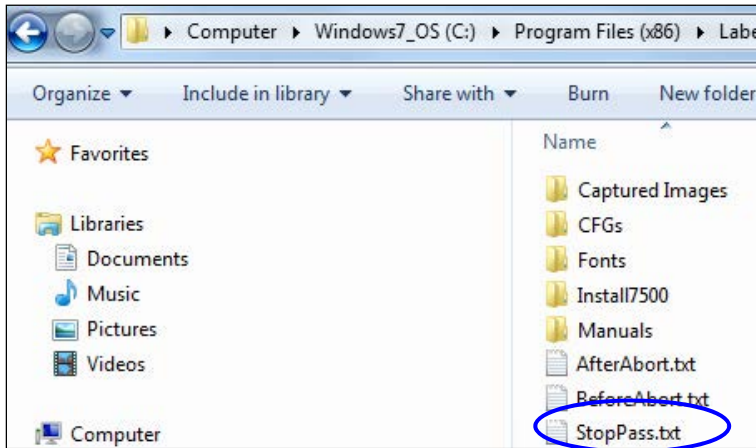 Computer ▸ Windows7_OS (C:) ▸ Program Files (x86) ▸ Labe
Organize Include in library Share with Burn New folder
Favorites
Libraries
Documents
Music
Pictures
Videos
Computer
Name
Captured Images
CFGs
Fonts
Install7500
Manuals
AfterAbort.txt
BeforeAbort.txt
StopPass.txt